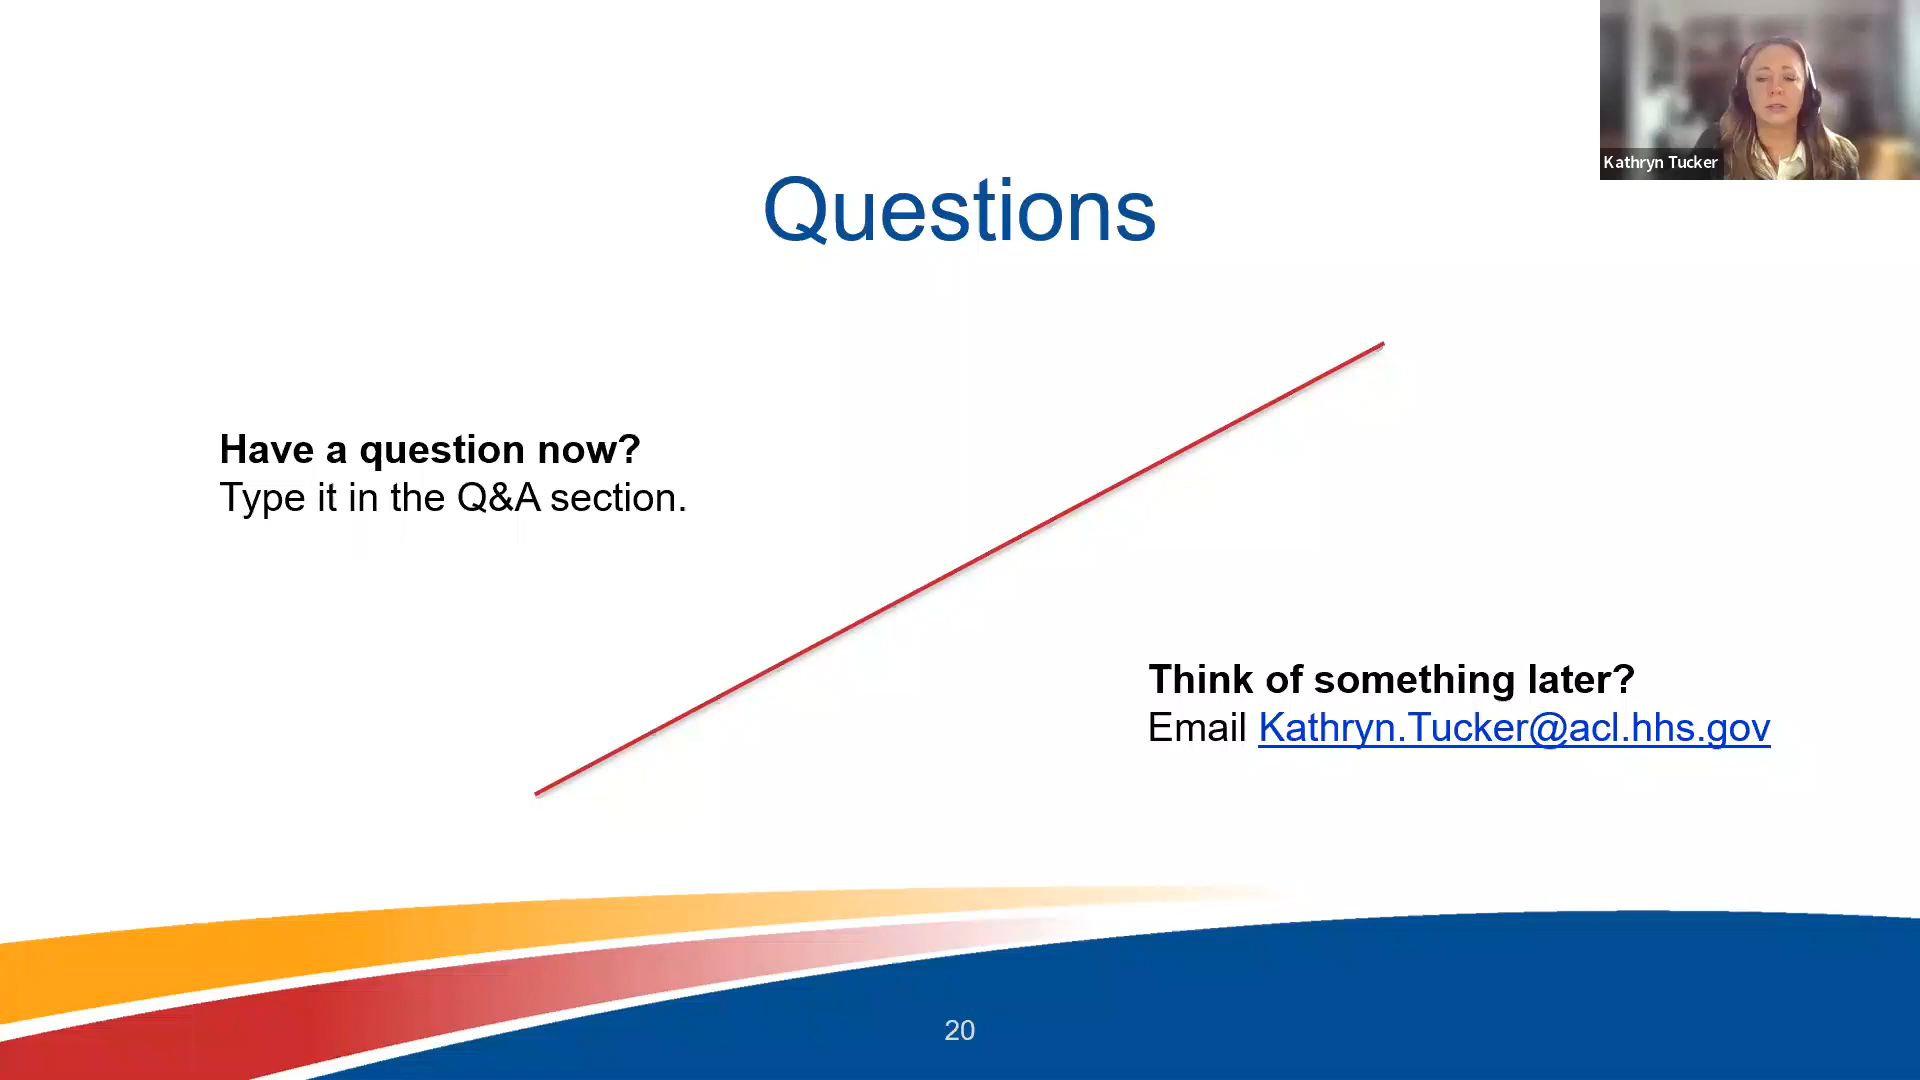 Kathryn Tucker
Questions
Have a question now?
Type it in the Q&A section.
Think of something later?
Email Kathryn.Tucker@acl.hhs.gov
20